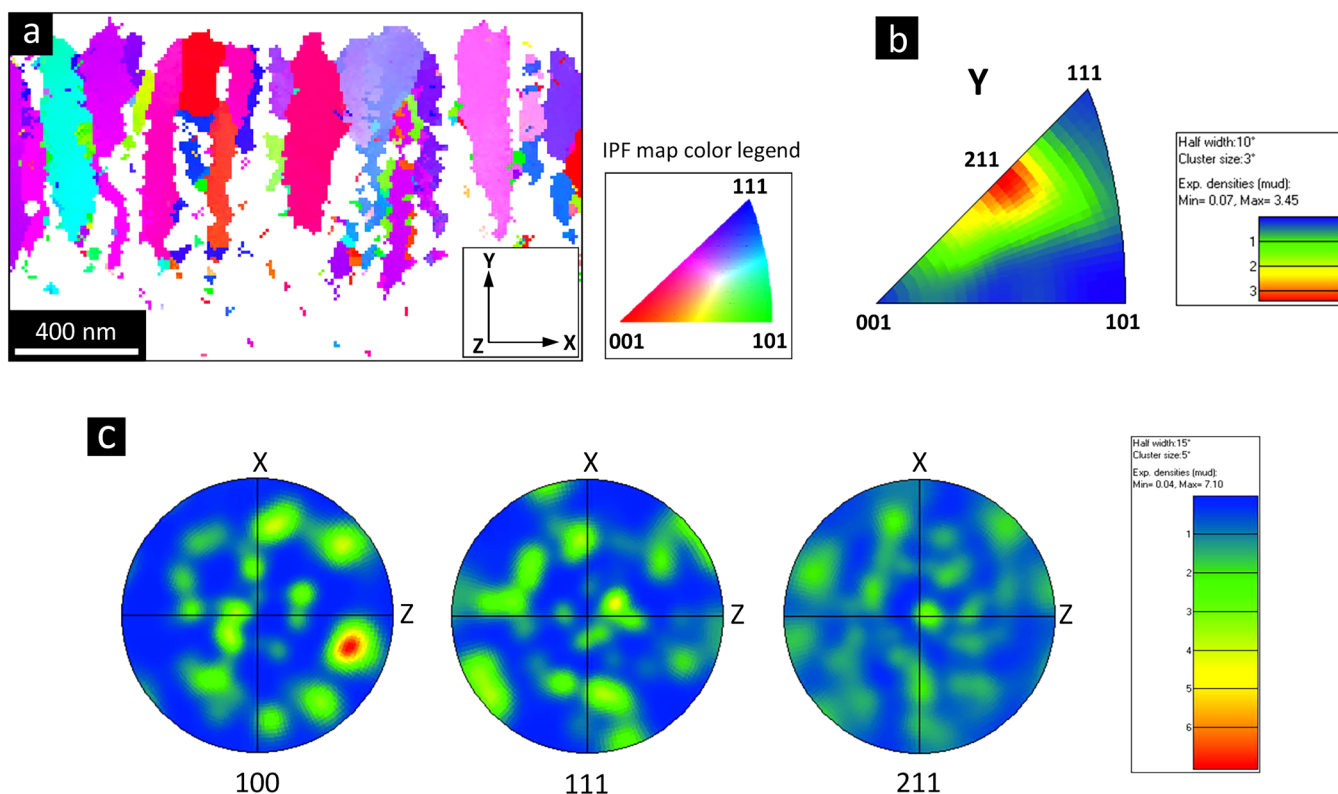 a
400 nm
Y
Z
X
IPF map color legend
111
001
101
b
Y
111
211
001
101
Half width:10°
Cluster size:3°
Exp. densities (mud):
Min= 0.07, Max= 3.45
1
2
3
c
X
Z
100
X
Z
111
X
Z
211
Half width:15°
Cluster size:5°
Exp. densities (mud):
Min= 0.04, Max= 7.10
1
2
3
4
5
6